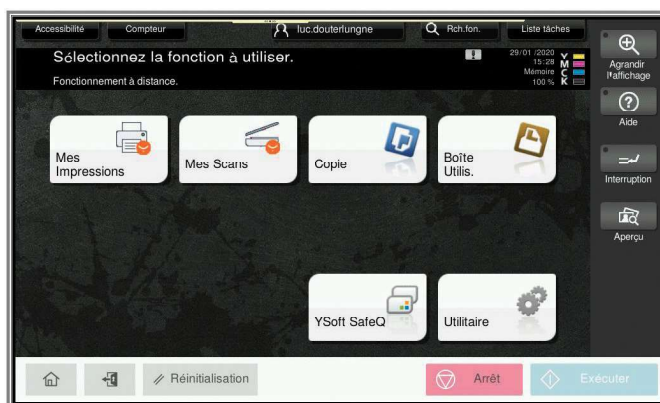 Accessibilité
Compteur
luc.douterlungne
Rch.fon.
Liste tâches
Sélectionnez la fonction à utiliser.
Fonctionnement à distance.
29/01 /2020
15:28
Mémoire
100 %
Y
M
C
K
Agrandir
l'affichage
Aide
Interruption
Aperçu
Mes
Impressions
Mes Scans
Copie
Boîte
Utilis.
YSoft SafeQ
Utilitaire
Réinitialisation
Arrêt
Exécuter